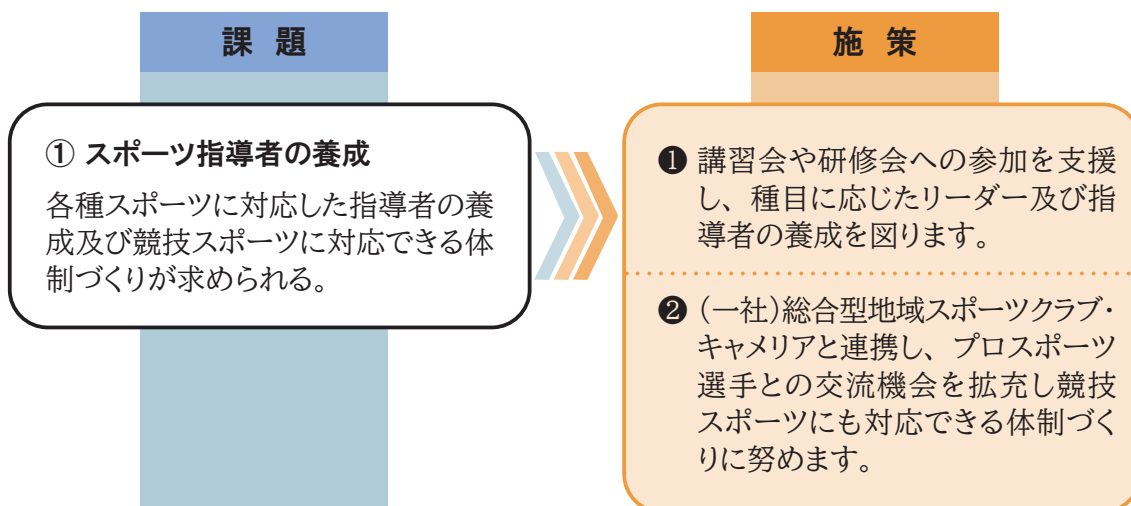 課 題
① スポーツ指導者の養成
各種スポーツに対応した指導者の養
成及び競技スポーツに対応できる体
制づくりが求められる。
施 策
❶ 講習会や研修会への参加を支援
し、種目に応じたリーダー及び指
導者の養成を図ります。
❷ (一社)総合型地域スポーツクラブ・
キャメリアと連携し、プロスポーツ
選手との交流機会を拡充し競技
スポーツにも対応できる体制づく
りに努めます。